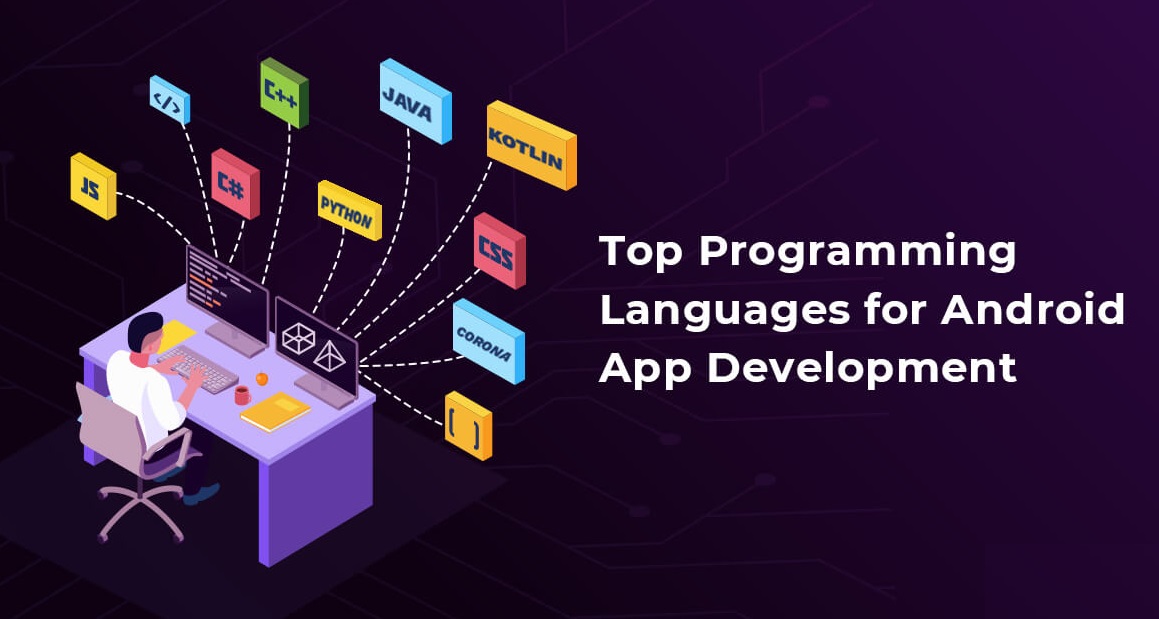 </>
C++
JAVA
KOTLIN
JS
C#
PYTHON
CSS
CORONA
[ ]
Top Programming
Languages for Android
App Development